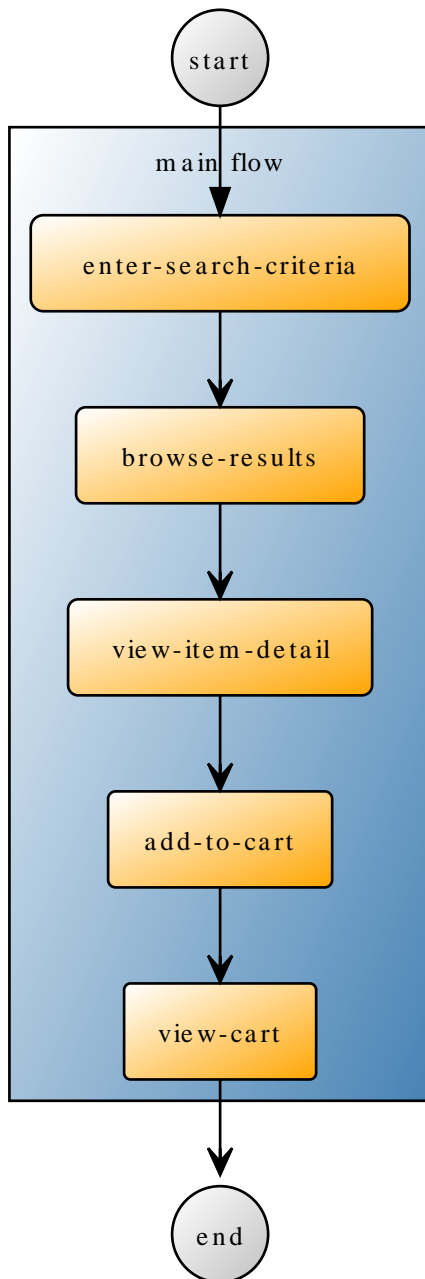 start
main flow
enter-search-criteria
browse-results
view-item-detail
add-to-cart
view-cart
end